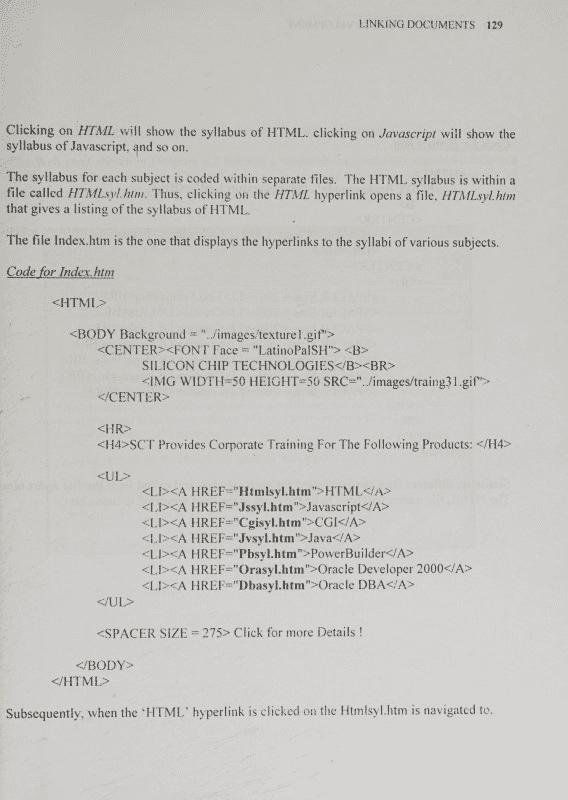 LINKING DOCUMENTS 129
Clicking on HTML will show the syllabus of HTML. clicking on Javascript will show the
syllabus of Javascript, and so on.
The syllabus for each subject is coded within separate files. The HTML syllabus is within a
file called HTMLsyl.htm. Thus, clicking on the HTML hyperlink opens a file, HTMLsyl.htm
that gives a listing of the syllabus of HTML.
The file Index.htm is the one that displays the hyperlinks to the syllabi of various subjects.
Code for Index.htm
<HTML>
<BODY Background = "../images/texture1.gif">
<CENTER><FONT Face = "LatinoPalSH"> <B>
SILICON CHIP TECHNOLOGIES</B><BR>
<IMG WIDTH=50 HEIGHT=50 SRC="../images/traing31.gif">
</CENTER>
<HR>
<H4>SCT Provides Corporate Training For The Following Products: </H4>
<UL>
<LI><A HREF="Htmlsyl.htm">HTML</A>
<LI><A HREF="Jssyl.htm">Javascript</A>
<LI><A HREF="Cgisyl.htm">CGI</A>
<LI><A HREF="Jvsyl.htm">Java</A>
<LI><A HREF="Pbsyl.htm">PowerBuilder</A>
<LI><A HREF="Orasyl.htm">Oracle Developer 2000</A>
<LI><A HREF="Dbasyl.htm">Oracle DBA</A>
</UL>
<SPACER SIZE = 275> Click for more Details !
</BODY>
</HTML>
Subsequently, when the ‘HTML’ hyperlink is clicked on the Htmlsyl.htm is navigated to.